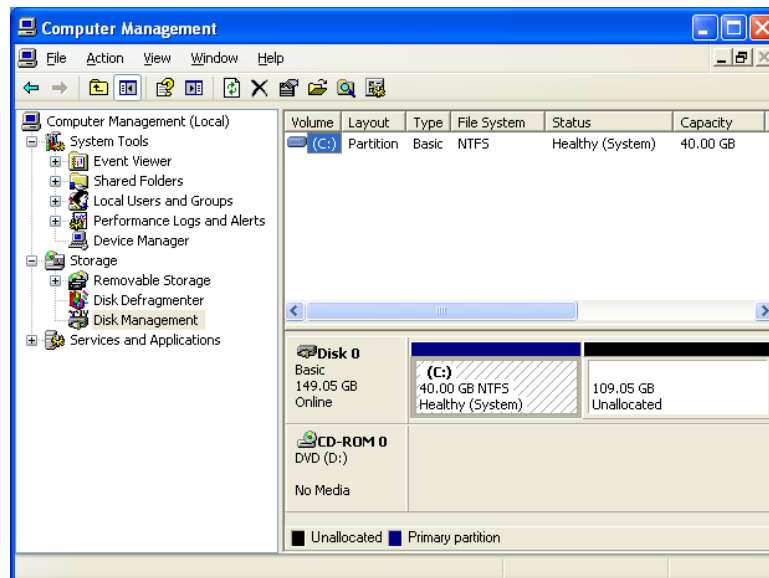 Computer Management
File Action View Window Help
Computer Management (Local)
System Tools
Event Viewer
Shared Folders
Local Users and Groups
Performance Logs and Alerts
Device Manager
Storage
Removable Storage
Disk Defragmenter
Disk Management
Services and Applications
Volume Layout Type File System Status Capacity
(C:) Partition Basic NTFS Healthy (System) 40.00 GB
Disk 0
Basic
149.05 GB
Online
(C:)
40.00 GB NTFS
Healthy (System)
109.05 GB
Unallocated
CD-ROM 0
DVD (D:)
No Media
Unallocated Primary partition